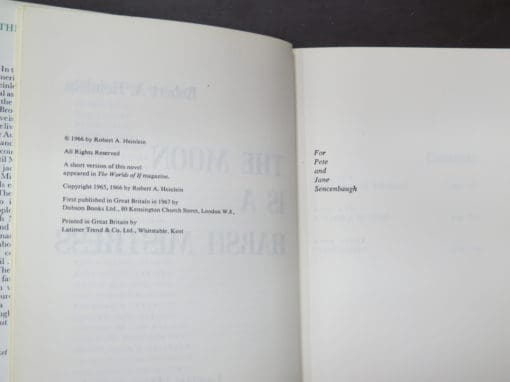 © 1966 by Robert A. Heinlein
All Rights Reserved
A short version of this novel
appeared in The Worlds of If magazine.
Copyright 1965, 1966 by Robert A. Heinlein
First published in Great Britain in 1967 by
Dobson Books Ltd., 80 Kensington Church Street, London W.8,
Printed in Great Britain by
Latimer Trend & Co. Ltd., Whitstable, Kent
For
Pete
and
Jane
Sencenbaugh